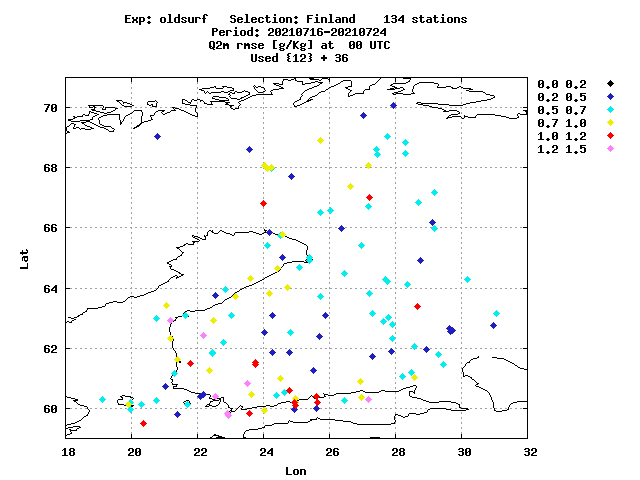 Exp: oldsurf   Selection: Finland    134 stations
Period: 20210716-20210724
Q2m rmse [g/Kg] at  00 UTC
Used {12} + 36
0.0 0.2
0.2 0.5
0.5 0.7
0.7 1.0
1.0 1.2
1.2 1.5
70
68
66
64
62
60
Lat
18 20 22 24 26 28 30 32
Lon